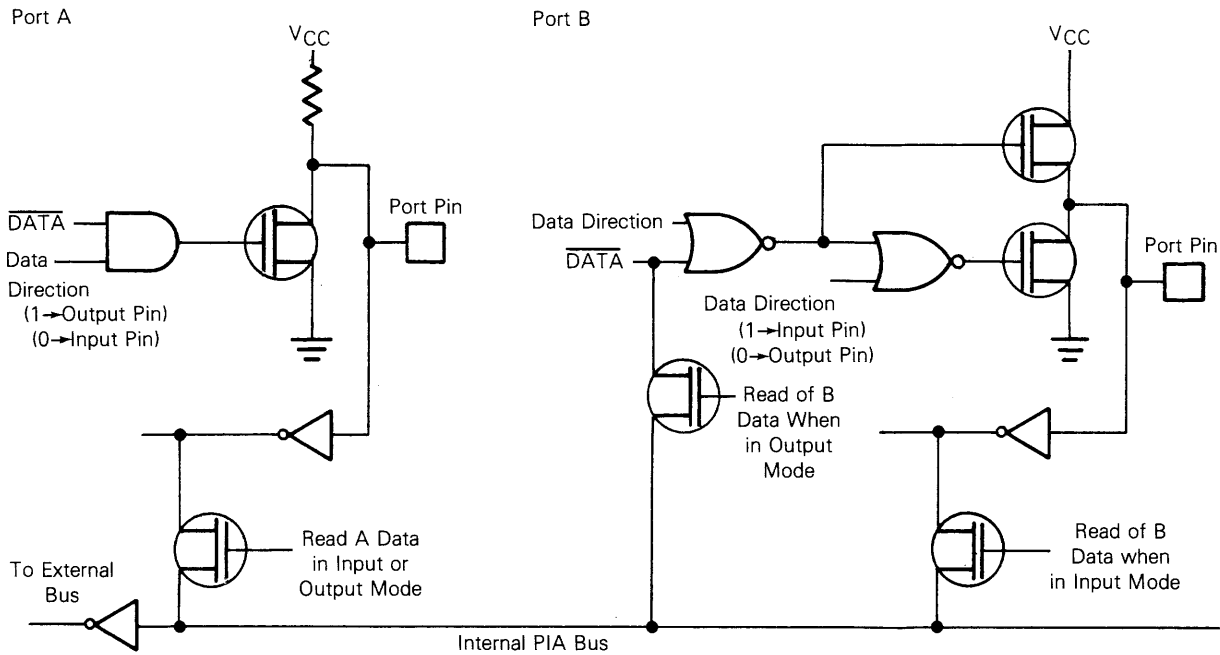 Port A
VCC
DATA
Data
Direction
(1→Output Pin)
(0→Input Pin)
Port Pin
Read A Data
in Input or
Output Mode
To External
Bus
Internal PIA Bus
Port B
VCC
Data Direction
DATA
Data Direction
(1→Input Pin)
(0→Output Pin)
Port Pin
Read of B
Data When
in Output
Mode
Read of B
Data when
in Input Mode